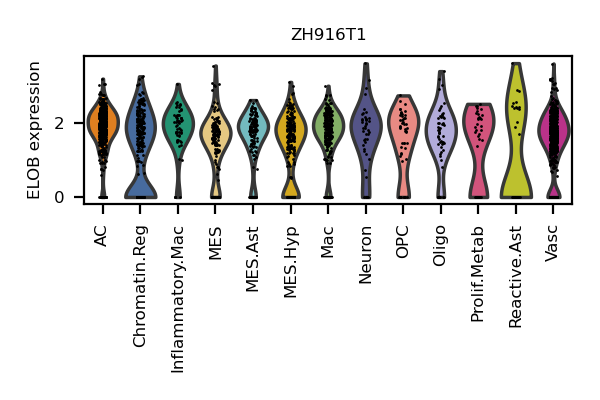 ZH916T1
ELOB expression
2
0
AC
Chromatin.Reg
Inflammatory.Mac
MES
MES.Ast
MES.Hyp
Mac
Neuron
OPC
Oligo
Prolif.Metab
Reactive.Ast
Vasc